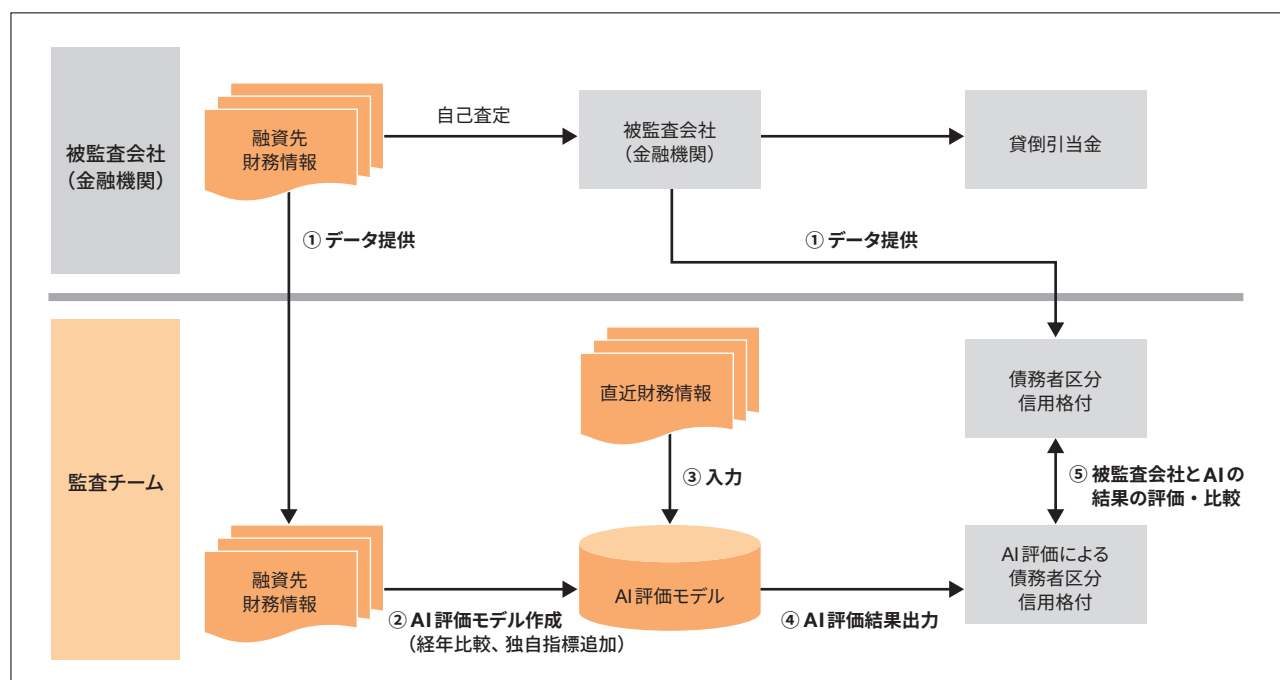 被監査会社
（金融機関）
融資先
財務情報
自己査定
被監査会社
（金融機関）
貸倒引当金
① データ提供
① データ提供
監査チーム
直近財務情報
債務者区分
信用格付
③ 入力
⑤ 被監査会社とAIの
結果の評価・比較
融資先
財務情報
② AI評価モデル作成
（経年比較、独自指標追加）
AI評価モデル
④ AI評価結果出力
AI評価による
債務者区分
信用格付